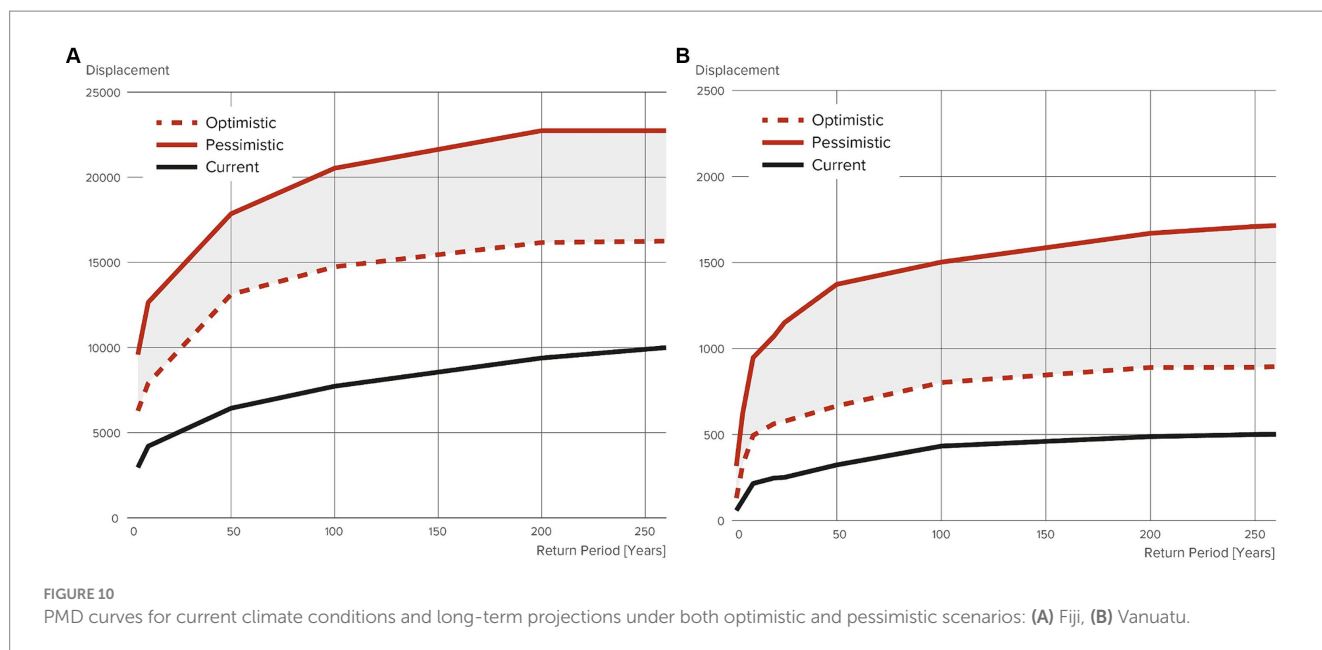 A
Displacement
25000
20000
15000
10000
5000
0
Optimistic
Pessimistic
Current
0 50 100 150 200 250
Return Period [Years]
B
Displacement
2500
2000
1500
1000
500
0
Optimistic
Pessimistic
Current
0 50 100 150 200 250
Return Period [Years]
FIGURE 10
PMD curves for current climate conditions and long-term projections under both optimistic and pessimistic scenarios: (A) Fiji, (B) Vanuatu.